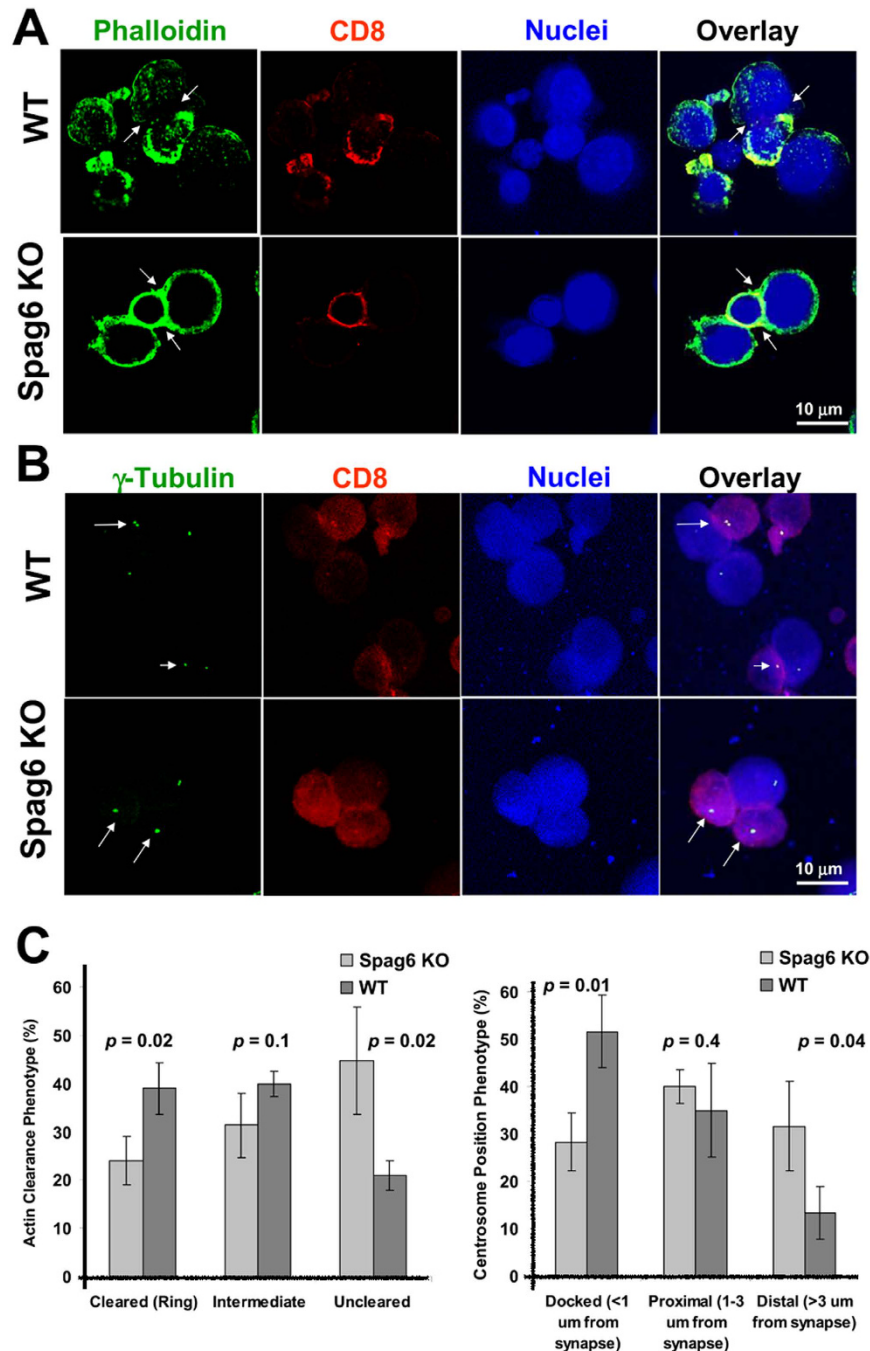 A
Phalloidin CD8 Nuclei Overlay
WT
Spag6 KO
10 µm
B
γ-Tubulin CD8 Nuclei Overlay
WT
Spag6 KO
10 µm
C
Actin Clearance Phenotype (%)
60
50
40
30
20
10
0
Spag6 KO
WT
p = 0.02
p = 0.1
p = 0.02
Cleared (Ring)
Intermediate
Uncleared
Centrosome Position Phenotype (%)
60
50
40
30
20
10
0
Spag6 KO
WT
p = 0.01
p = 0.4
p = 0.04
Docked (<1
um from
synapse)
Proximal (1-3
um from
synapse)
Distal (>3 um
from synapse)